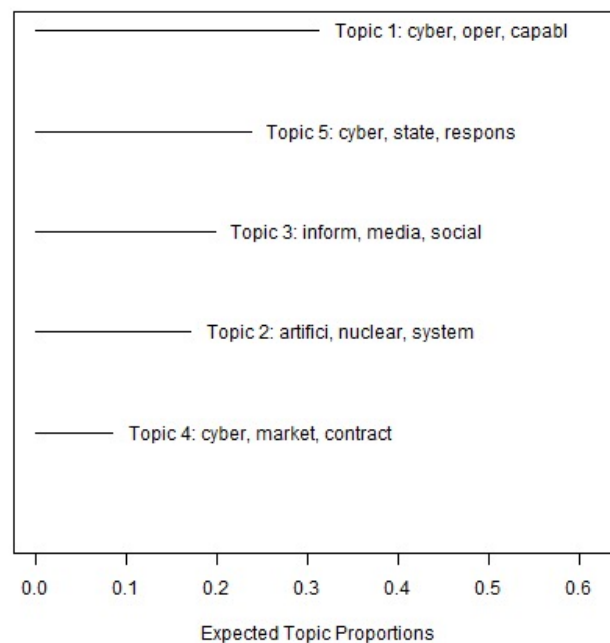 Topic 1: cyber, oper, capabl
Topic 5: cyber, state, respons
Topic 3: inform, media, social
Topic 2: artifici, nuclear, system
Topic 4: cyber, market, contract
0.0 0.1 0.2 0.3 0.4 0.5 0.6
Expected Topic Proportions